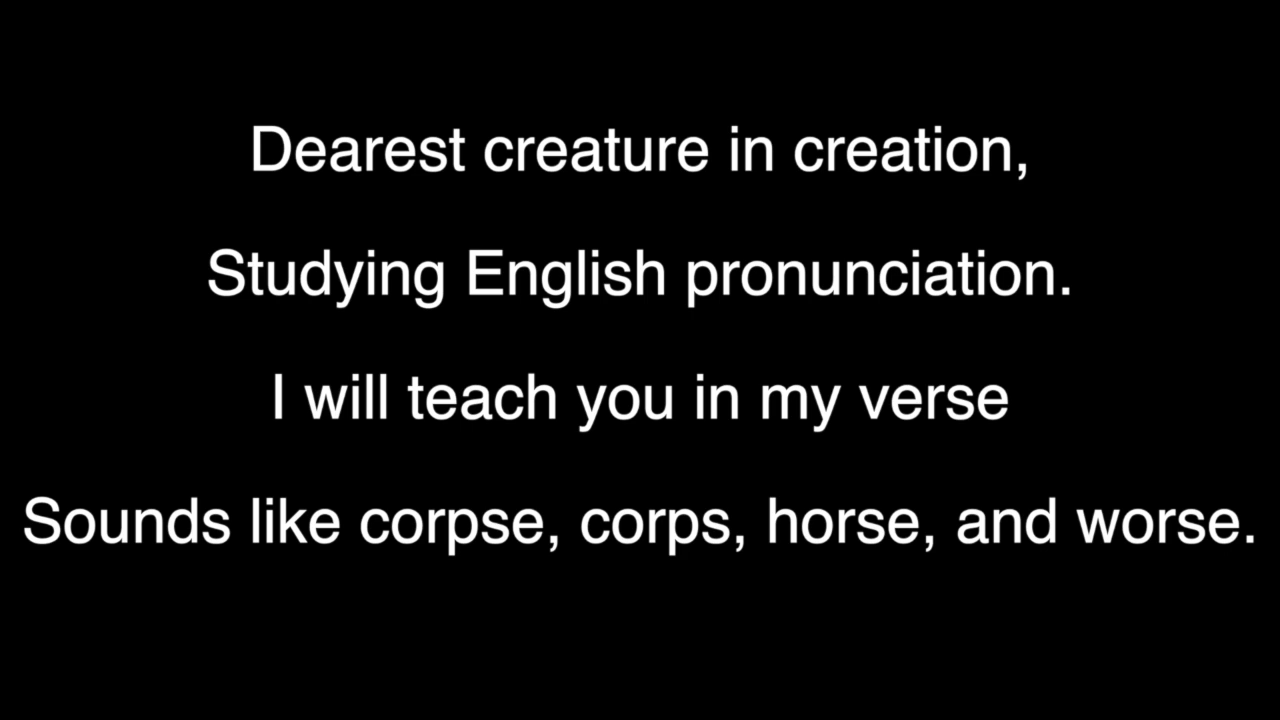 Dearest creature in creation,
Studying English pronunciation.
I will teach you in my verse
Sounds like corpse, corps, horse, and worse.